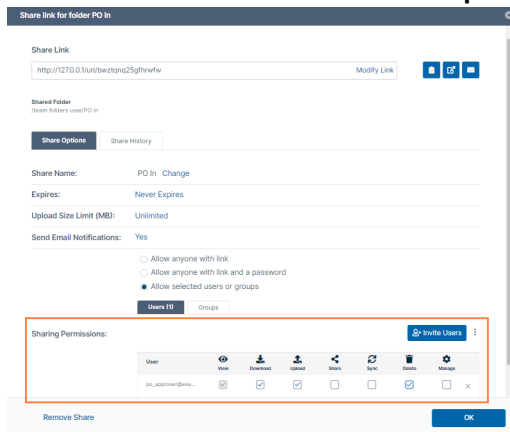 Share link for folder PO In
Share Link
http://127.0.0.1/url/bwztqnq25gfhrwfw Modify Link
Shared Folder
/team folders user/PO In
Share Options Share History
Share Name: PO In Change
Expires: Never Expires
Upload Size Limit (MB): Unlimited
Send Email Notifications: Yes
Allow anyone with link
Allow anyone with link and a password
Allow selected users or groups
Users (1) Groups
Sharing Permissions: Invite Users
User View Download Upload Share Sync Delete Manage
po_approver@exa...
Remove Share OK